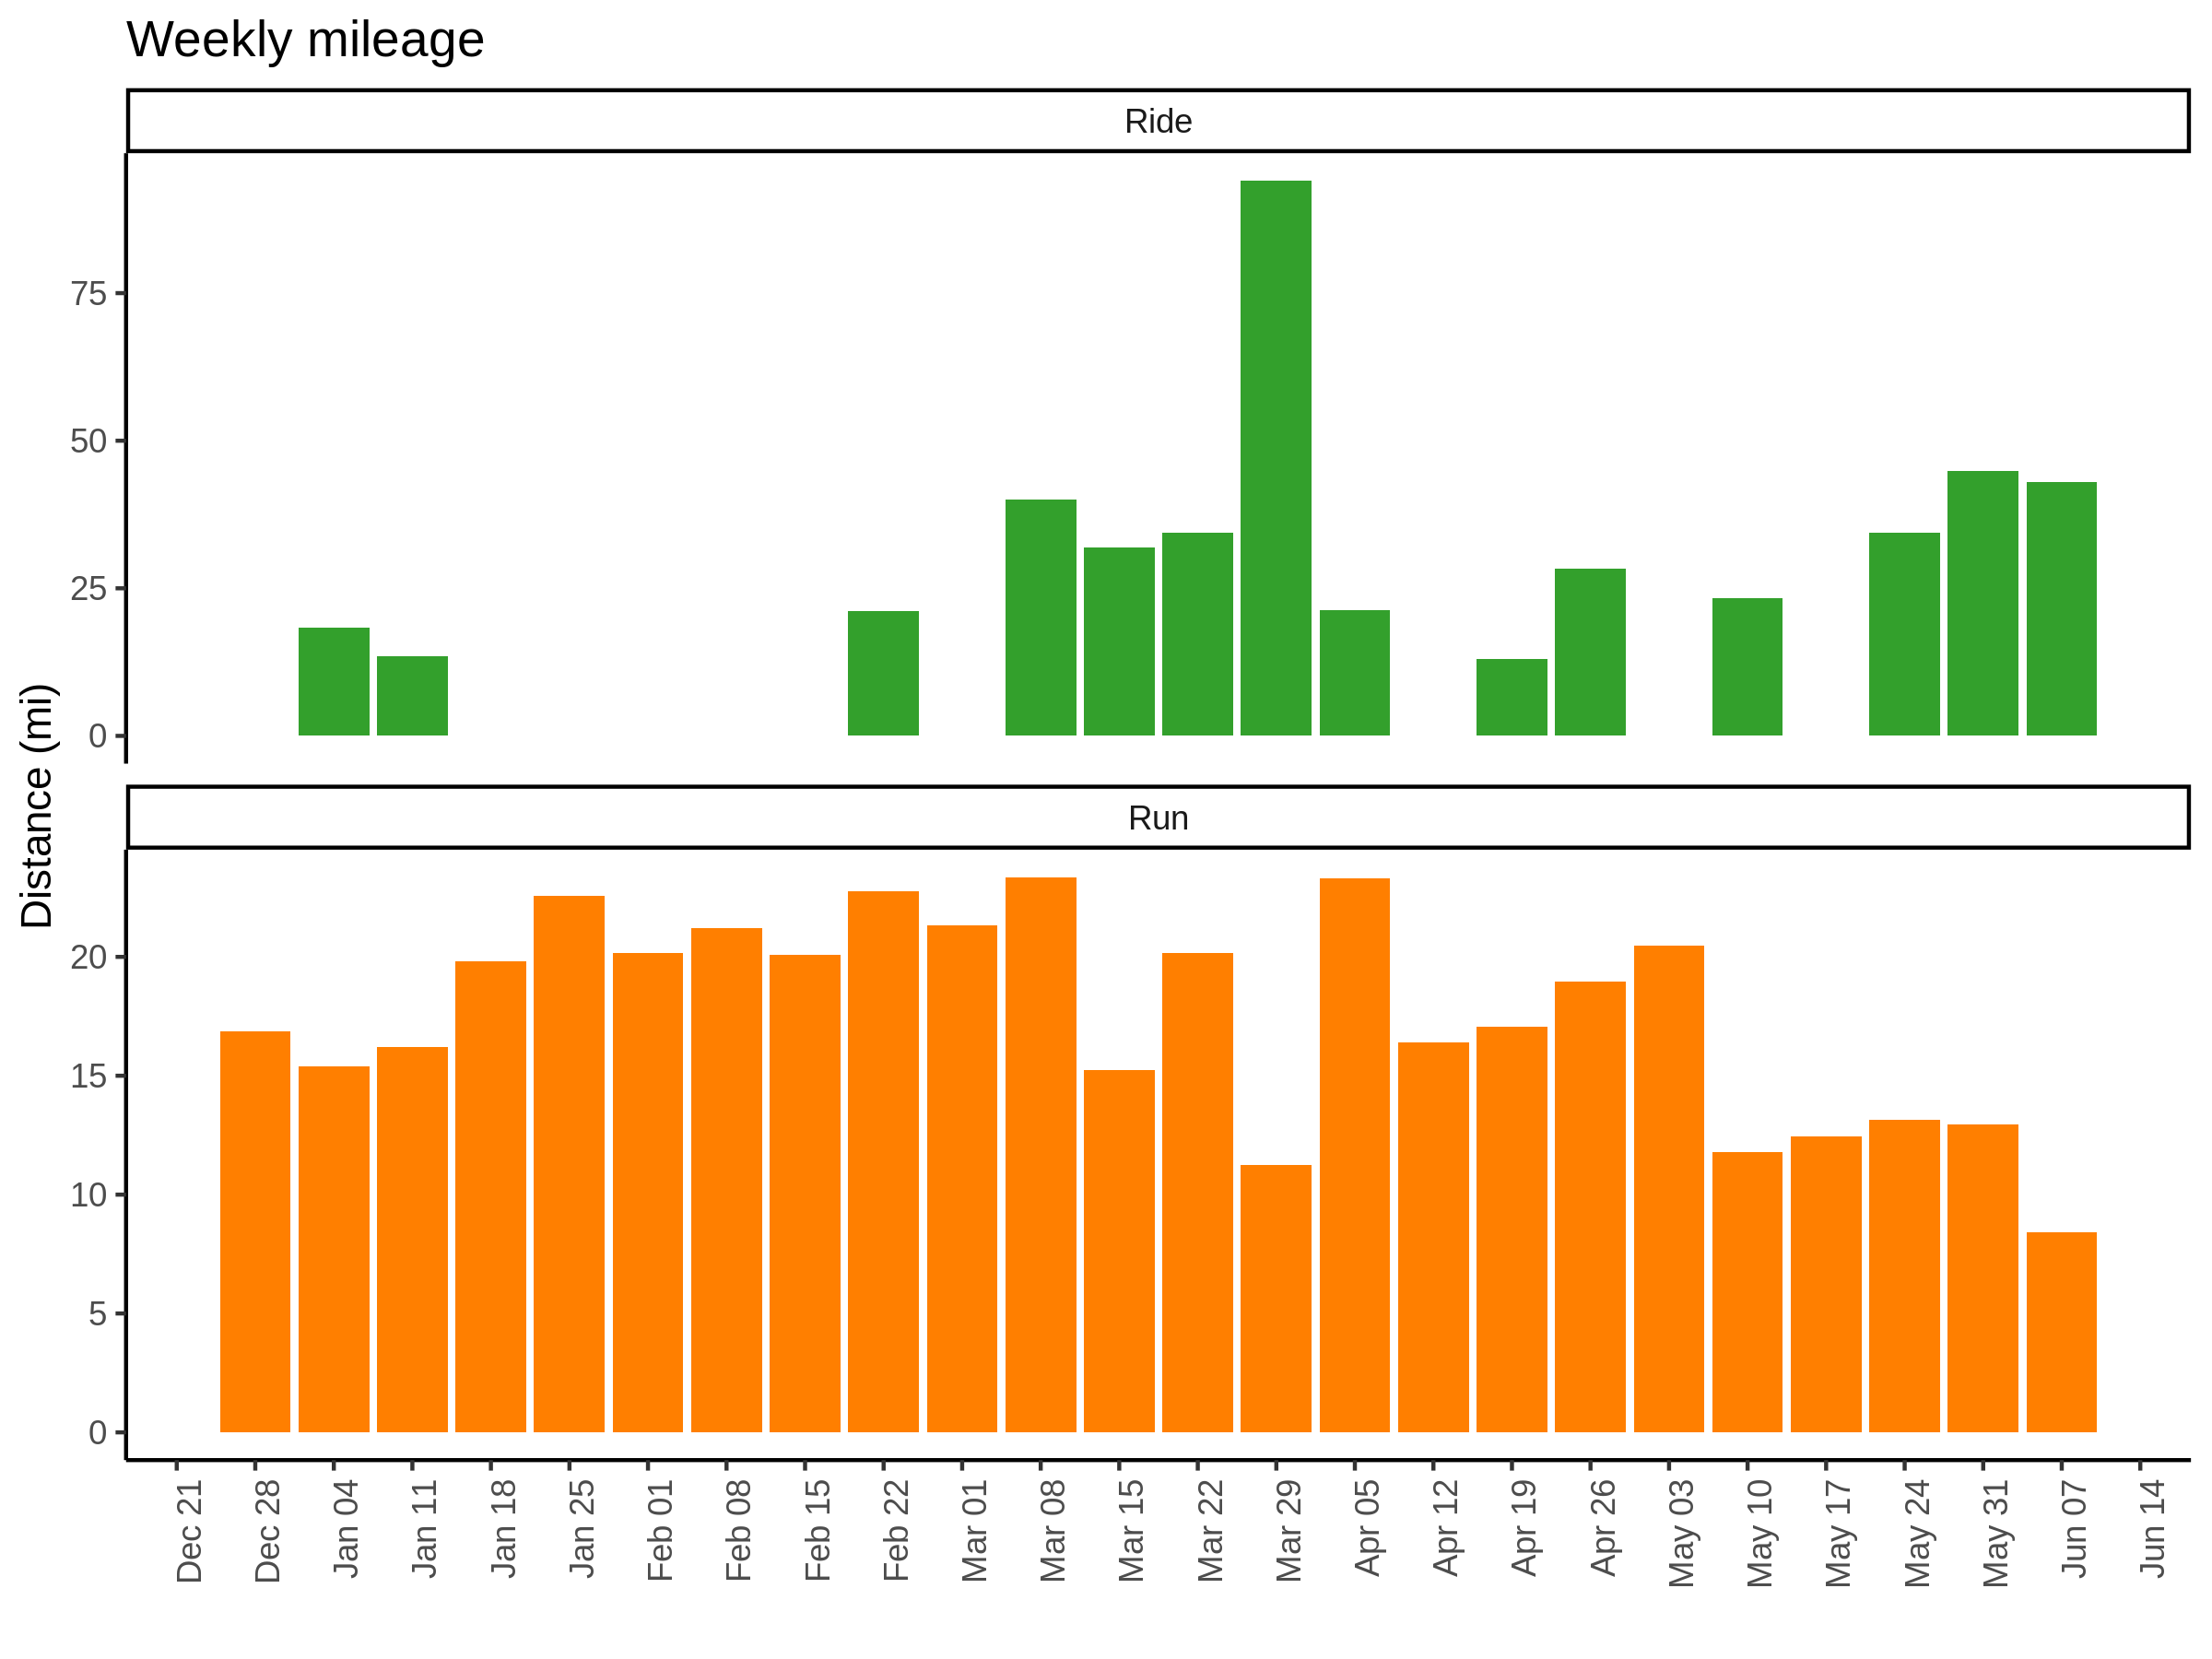 Weekly mileage
Ride
75
50
25
0
Distance (mi)
Run
20
15
10
5
0
Dec 21
Dec 28
Jan 04
Jan 11
Jan 18
Jan 25
Feb 01
Feb 08
Feb 15
Feb 22
Mar 01
Mar 08
Mar 15
Mar 22
Mar 29
Apr 05
Apr 12
Apr 19
Apr 26
May 03
May 10
May 17
May 24
May 31
Jun 07
Jun 14